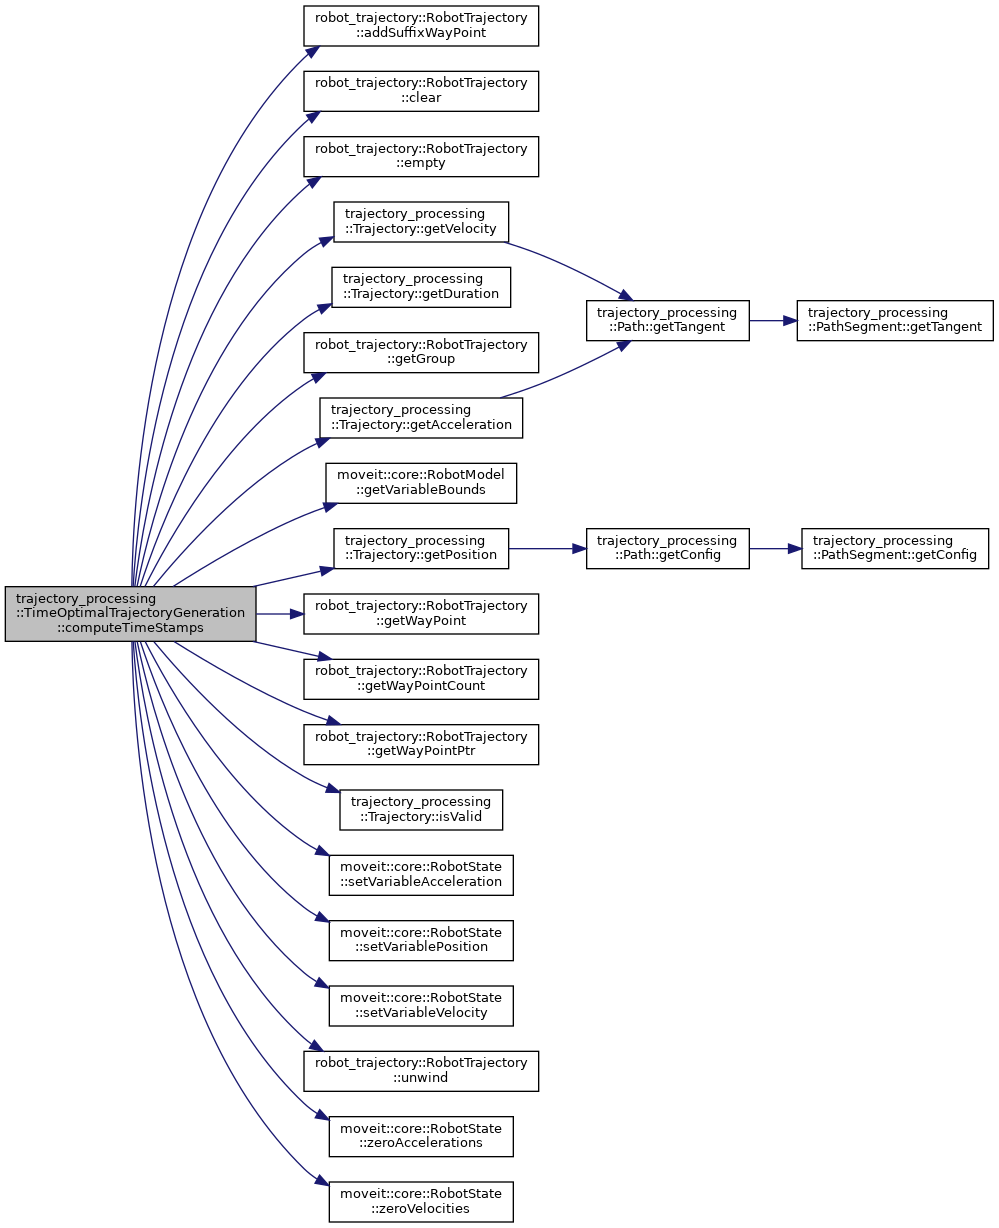 robot_trajectory::RobotTrajectory
::addSuffixWayPoint
robot_trajectory::RobotTrajectory
::clear
robot_trajectory::RobotTrajectory
::empty
trajectory_processing
::Trajectory::getVelocity
trajectory_processing
::Trajectory::getDuration
trajectory_processing
::Path::getTangent
trajectory_processing
::PathSegment::getTangent
robot_trajectory::RobotTrajectory
::getGroup
trajectory_processing
::Trajectory::getAcceleration
moveit::core::RobotModel
::getVariableBounds
trajectory_processing
::Trajectory::getPosition
trajectory_processing
::Path::getConfig
trajectory_processing
::PathSegment::getConfig
trajectory_processing
::TimeOptimalTrajectoryGeneration
::computeTimeStamps
robot_trajectory::RobotTrajectory
::getWayPoint
robot_trajectory::RobotTrajectory
::getWayPointCount
robot_trajectory::RobotTrajectory
::getWayPointPtr
trajectory_processing
::Trajectory::isValid
moveit::core::RobotState
::setVariableAcceleration
moveit::core::RobotState
::setVariablePosition
moveit::core::RobotState
::setVariableVelocity
robot_trajectory::RobotTrajectory
::unwind
moveit::core::RobotState
::zeroAccelerations
moveit::core::RobotState
::zeroVelocities